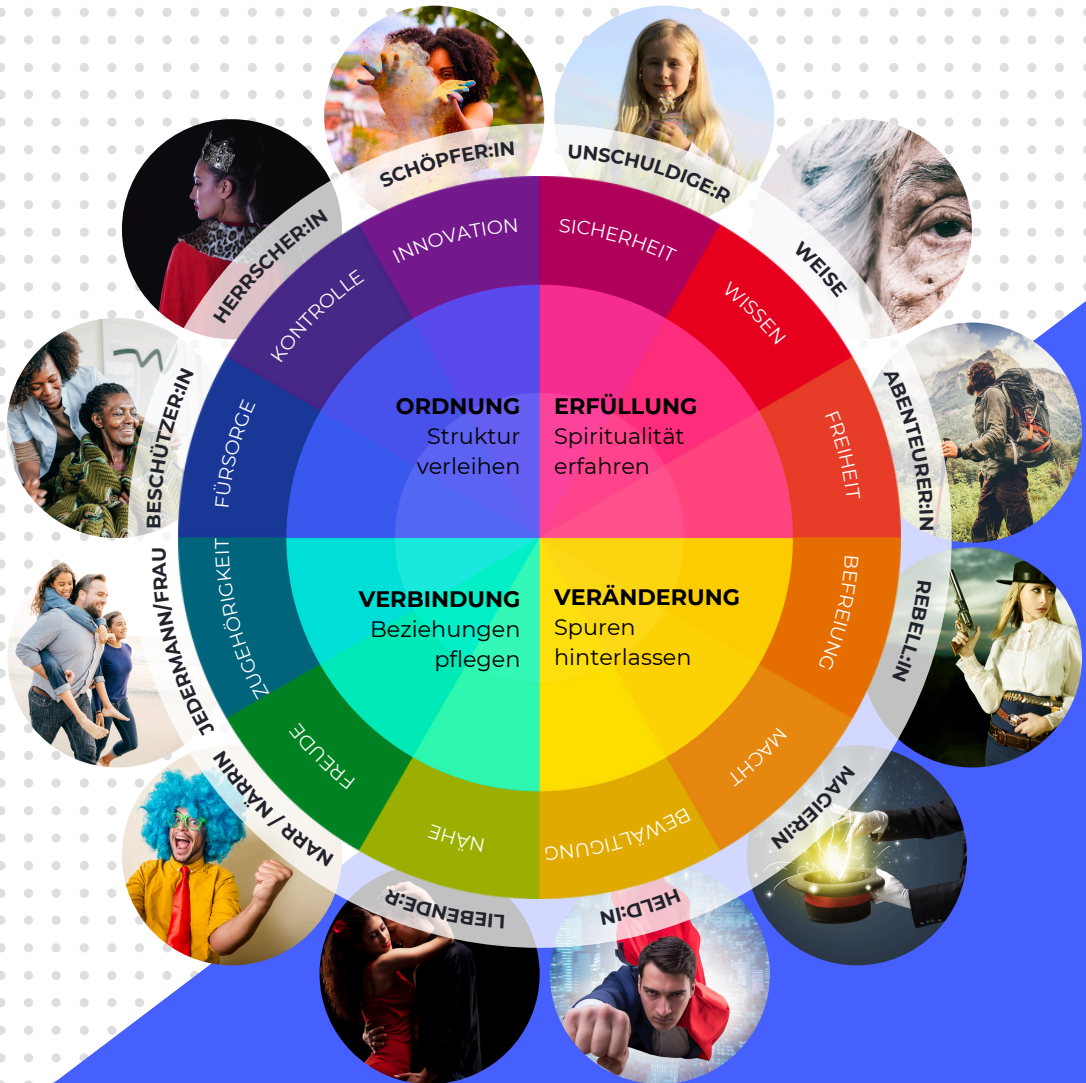 SCHÖPFER:IN
UNSCHULDIGE:R
WEISE
ABENTEURER:IN
REBELL:IN
MAGIER:IN
HELD:IN
LIEBENDE:R
NARR / NÄRRIN
JEDERMANN/FRAU
BESCHÜTZER:IN
HERRSCHER:IN
INNOVATION
SICHERHEIT
WISSEN
FREIHEIT
BEFREIUNG
MACHT
BEWÄLTIGUNG
NÄHE
FREUDE
ZUGEHÖRIGKEIT
FÜRSORGE
KONTROLLE
ORDNUNG
Struktur
verleihen
ERFÜLLUNG
Spiritualität
erfahren
VERBINDUNG
Beziehungen
pflegen
VERÄNDERUNG
Spuren
hinterlassen